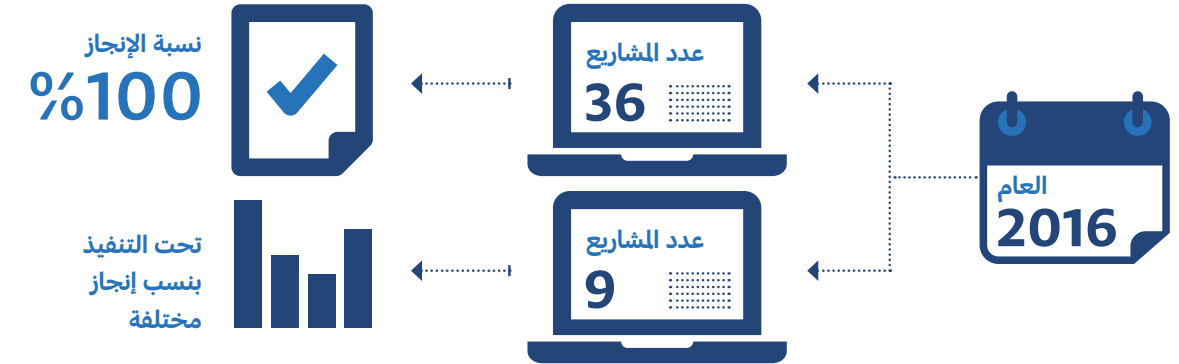 العام
2016
عدد المشاريع
36
نسبة الإنجاز
%100
عدد المشاريع
9
تحت التنفيذ
بنسب إنجاز
مختلفة